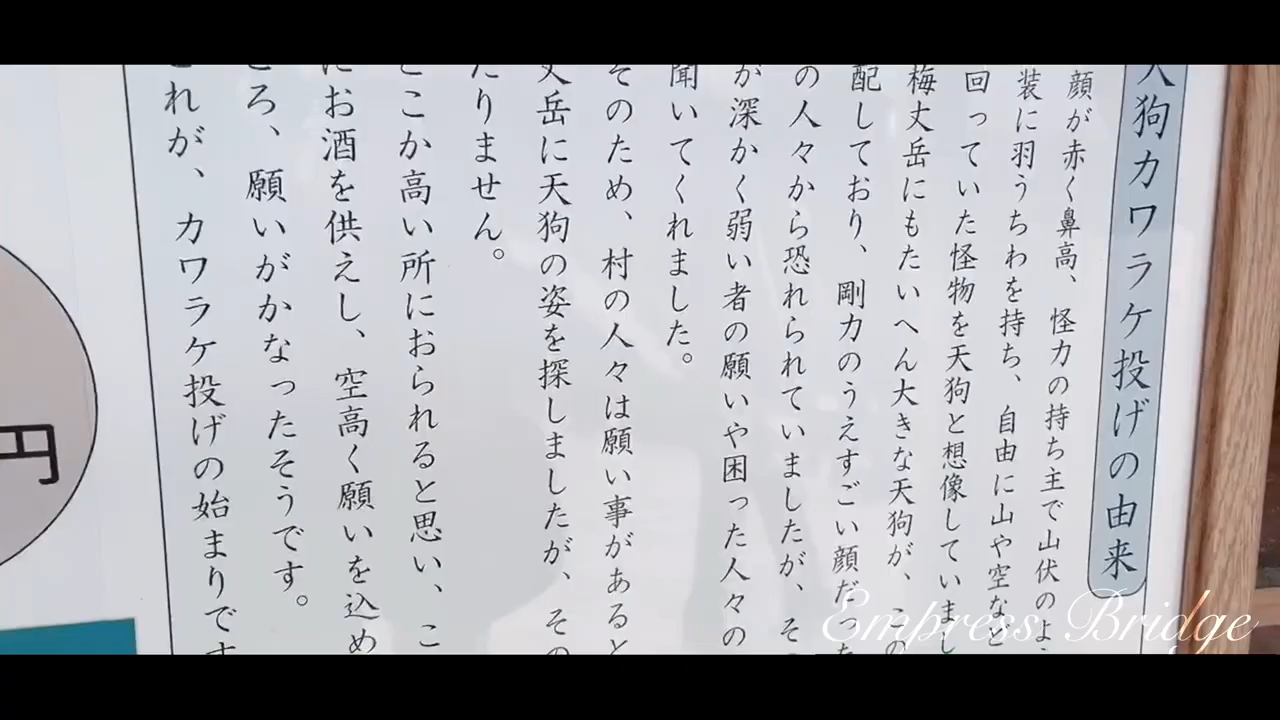 天狗カワラケ投げの由来
顔が赤く鼻高、怪力の持ち主で山伏のよ
装に羽うちわを持ち、自由に山や空など
回っていた怪物を天狗と想像していまし
梅丈岳にもたいへん大きな天狗が、この
配しており、剛力のうえすごい顔だった
の人々から恐れられていましたが、そ
が深かく弱い者の願いや困った人々の
聞いてくれました。
そのため、村の人々は願い事があると
丈岳に天狗の姿を探しましたが、その
たりません。
どこか高い所におられると思い、こ
にお酒を供えし、空高く願いを込め
ころ、願いがかなったそうです。
これが、カワラケ投げの始まりです
円
Empress Bridge